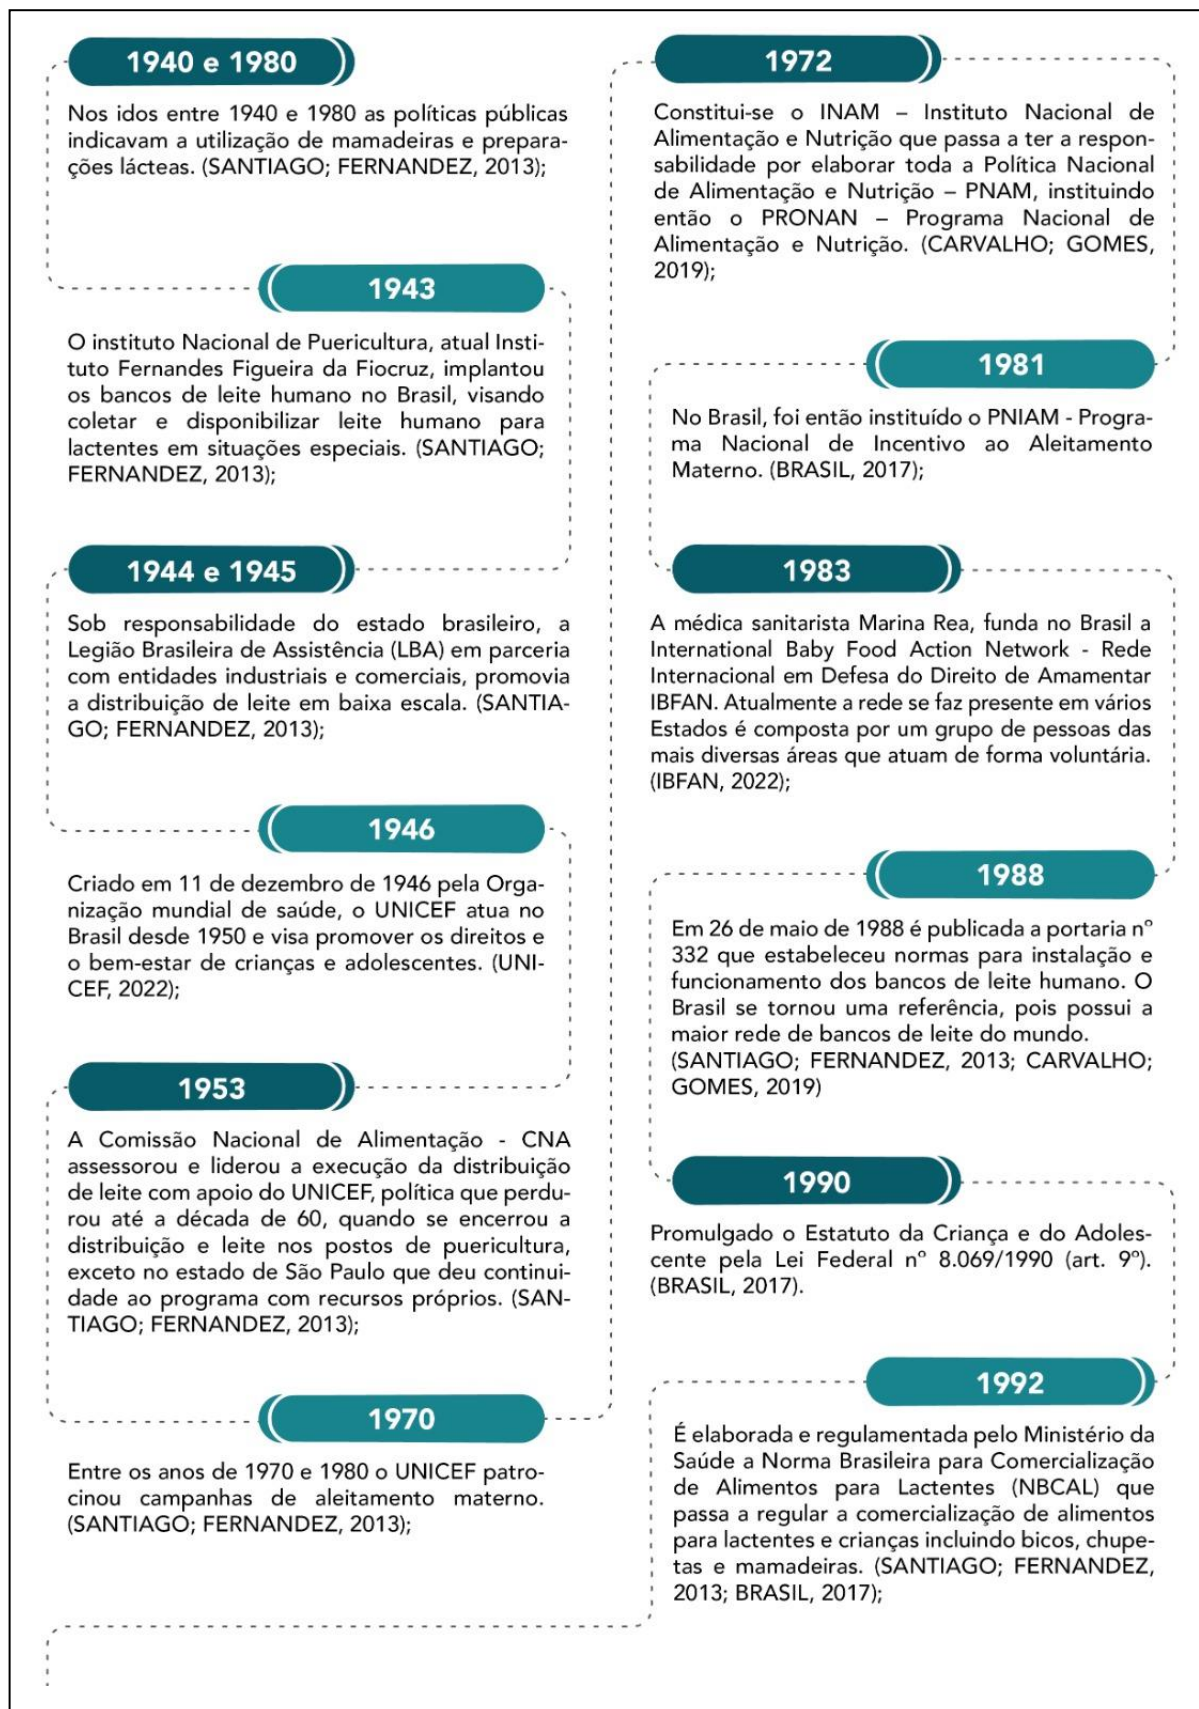 1940 e 1980
Nos idos entre 1940 e 1980 as políticas públicas
indicavam a utilização de mamadeiras e prepara-
ções lácteas. (SANTIAGO; FERNANDEZ, 2013);
1943
O instituto Nacional de Puericultura, atual Insti-
tuto Fernandes Figueira da Fiocruz, implantou
os bancos de leite humano no Brasil, visando
coletar e disponibilizar leite humano para
lactentes em situações especiais. (SANTIAGO;
FERNANDEZ, 2013);
1944 e 1945
Sob responsabilidade do estado brasileiro, a
Legião Brasileira de Assistência (LBA) em parceria
com entidades industriais e comerciais, promovia
a distribuição de leite em baixa escala. (SANTIA-
GO; FERNANDEZ, 2013);
1946
Criado em 11 de dezembro de 1946 pela Orga-
nização mundial de saúde, o UNICEF atua no
Brasil desde 1950 e visa promover os direitos e
o bem-estar de crianças e adolescentes. (UNI-
CEF, 2022);
1953
A Comissão Nacional de Alimentação - CNA
assessorou e liderou a execução da distribuição
de leite com apoio do UNICEF, política que perdu-
rou até a década de 60, quando se encerrou a
distribuição e leite nos postos de puericultura,
exceto no estado de São Paulo que deu continui-
dade ao programa com recursos próprios. (SAN-
TIAGO; FERNANDEZ, 2013);
1970
Entre os anos de 1970 e 1980 o UNICEF patro-
cinou campanhas de aleitamento materno.
(SANTIAGO; FERNANDEZ, 2013);
1972
Constitui-se o INAM – Instituto Nacional de
Alimentação e Nutrição que passa a ter a respon-
sabilidade por elaborar toda a Política Nacional
de Alimentação e Nutrição – PNAM, instituindo
então o PRONAN – Programa Nacional de
Alimentação e Nutrição. (CARVALHO; GOMES,
2019);
1981
No Brasil, foi então instituído o PNIAM - Progra-
ma Nacional de Incentivo ao Aleitamento
Materno. (BRASIL, 2017);
1983
A médica sanitarista Marina Rea, funda no Brasil a
International Baby Food Action Network - Rede
Internacional em Defesa do Direito de Amamentar
IBFAN. Atualmente a rede se faz presente em vários
Estados é composta por um grupo de pessoas das
mais diversas áreas que atuam de forma voluntária.
(IBFAN, 2022);
1988
Em 26 de maio de 1988 é publicada a portaria nº
332 que estabeleceu normas para instalação e
funcionamento dos bancos de leite humano. O
Brasil se tornou uma referência, pois possui a
maior rede de bancos de leite do mundo.
(SANTIAGO; FERNANDEZ, 2013; CARVALHO;
GOMES, 2019)
1990
Promulgado o Estatuto da Criança e do Adoles-
cente pela Lei Federal nº 8.069/1990 (art. 9º).
(BRASIL, 2017).
1992
É elaborada e regulamentada pelo Ministério da
Saúde a Norma Brasileira para Comercialização
de Alimentos para Lactentes (NBCAL) que
passa a regular a comercialização de alimentos
para lactentes e crianças incluindo bicos, chupe-
tas e mamadeiras. (SANTIAGO; FERNANDEZ,
2013; BRASIL, 2017);